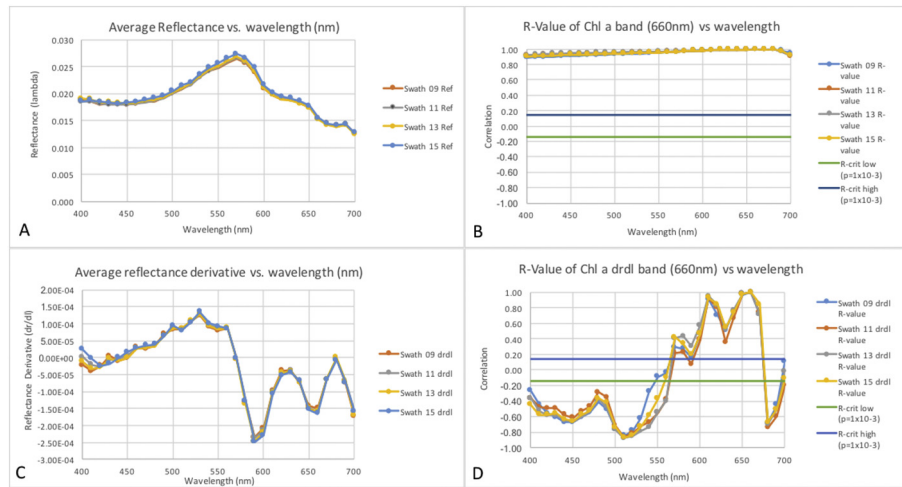 Average Reflectance vs. wavelength (nm)
0.030
0.025
0.020
0.015
0.010
0.005
0.000
Reflectance (lambda)
400 450 500 550 600 650 700
Wavelength (nm)
Swath 09 Ref
Swath 11 Ref
Swath 13 Ref
Swath 15 Ref
A
R-Value of Chl a band (660nm) vs wavelength
1.00
0.80
0.60
0.40
0.20
0.00
-0.20
-0.40
-0.60
-0.80
-1.00
Correlation
400 450 500 550 600 650 700
Wavelength (nm)
Swath 09 R-
value
Swath 11 R-
value
Swath 13 R-
value
Swath 15 R-
value
R-crit low
(p=1x10-3)
R-crit high
(p=1x10-3)
B
Average reflectance derivative vs. wavelength (nm)
2.00E-04
1.50E-04
1.00E-04
5.00E-05
0.00E+00
-5.00E-05
-1.00E-04
-1.50E-04
-2.00E-04
-2.50E-04
-3.00E-04
Reflectance Derivative (dr/dl)
400 450 500 550 600 650 700
Wavelength (nm)
Swath 09 drdl
Swath 11 drdl
Swath 13 drdl
Swath 15 drdl
C
R-Value of Chl a drdl band (660nm) vs wavelength
1.00
0.80
0.60
0.40
0.20
0.00
-0.20
-0.40
-0.60
-0.80
-1.00
Correlation
400 450 500 550 600 650 700
Wavelength (nm)
Swath 09 drdl
R-value
Swath 11 drdl
R-value
Swath 13 drdl
R-value
Swath 15 drdl
R-value
R-crit low
(p=1x10-3)
R-crit high
(p=1x10-3)
D